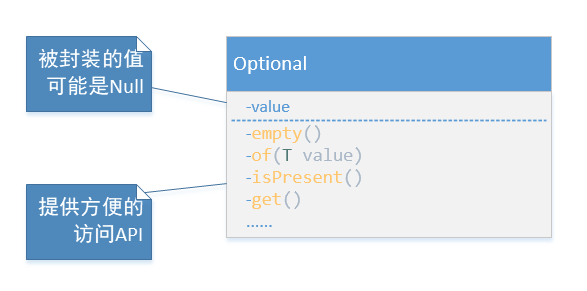 被封装的值
可能是Null
Optional
-value
-empty()
-of(T value)
-isPresent()
-get()
......
提供方便的
访问API